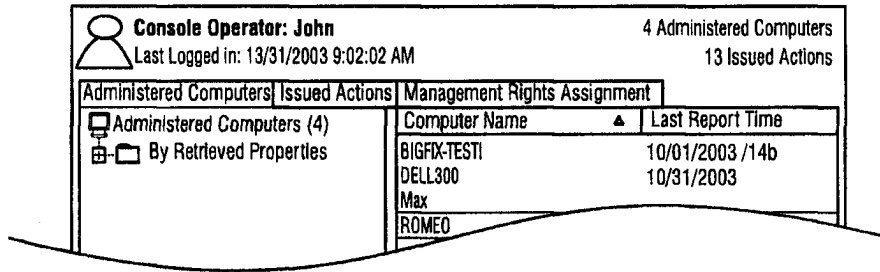 Console Operator: John
4 Administered Computers
Last Logged in: 13/31/2003 9:02:02 AM
13 Issued Actions
Administered Computers
Issued Actions
Management Rights Assignment
Administered Computers (4)
By Retrieved Properties
Computer Name ▲
Last Report Time
BIGFIX-TESTI
10/01/2003 /14b
DELL300
10/31/2003
Max
ROMEO